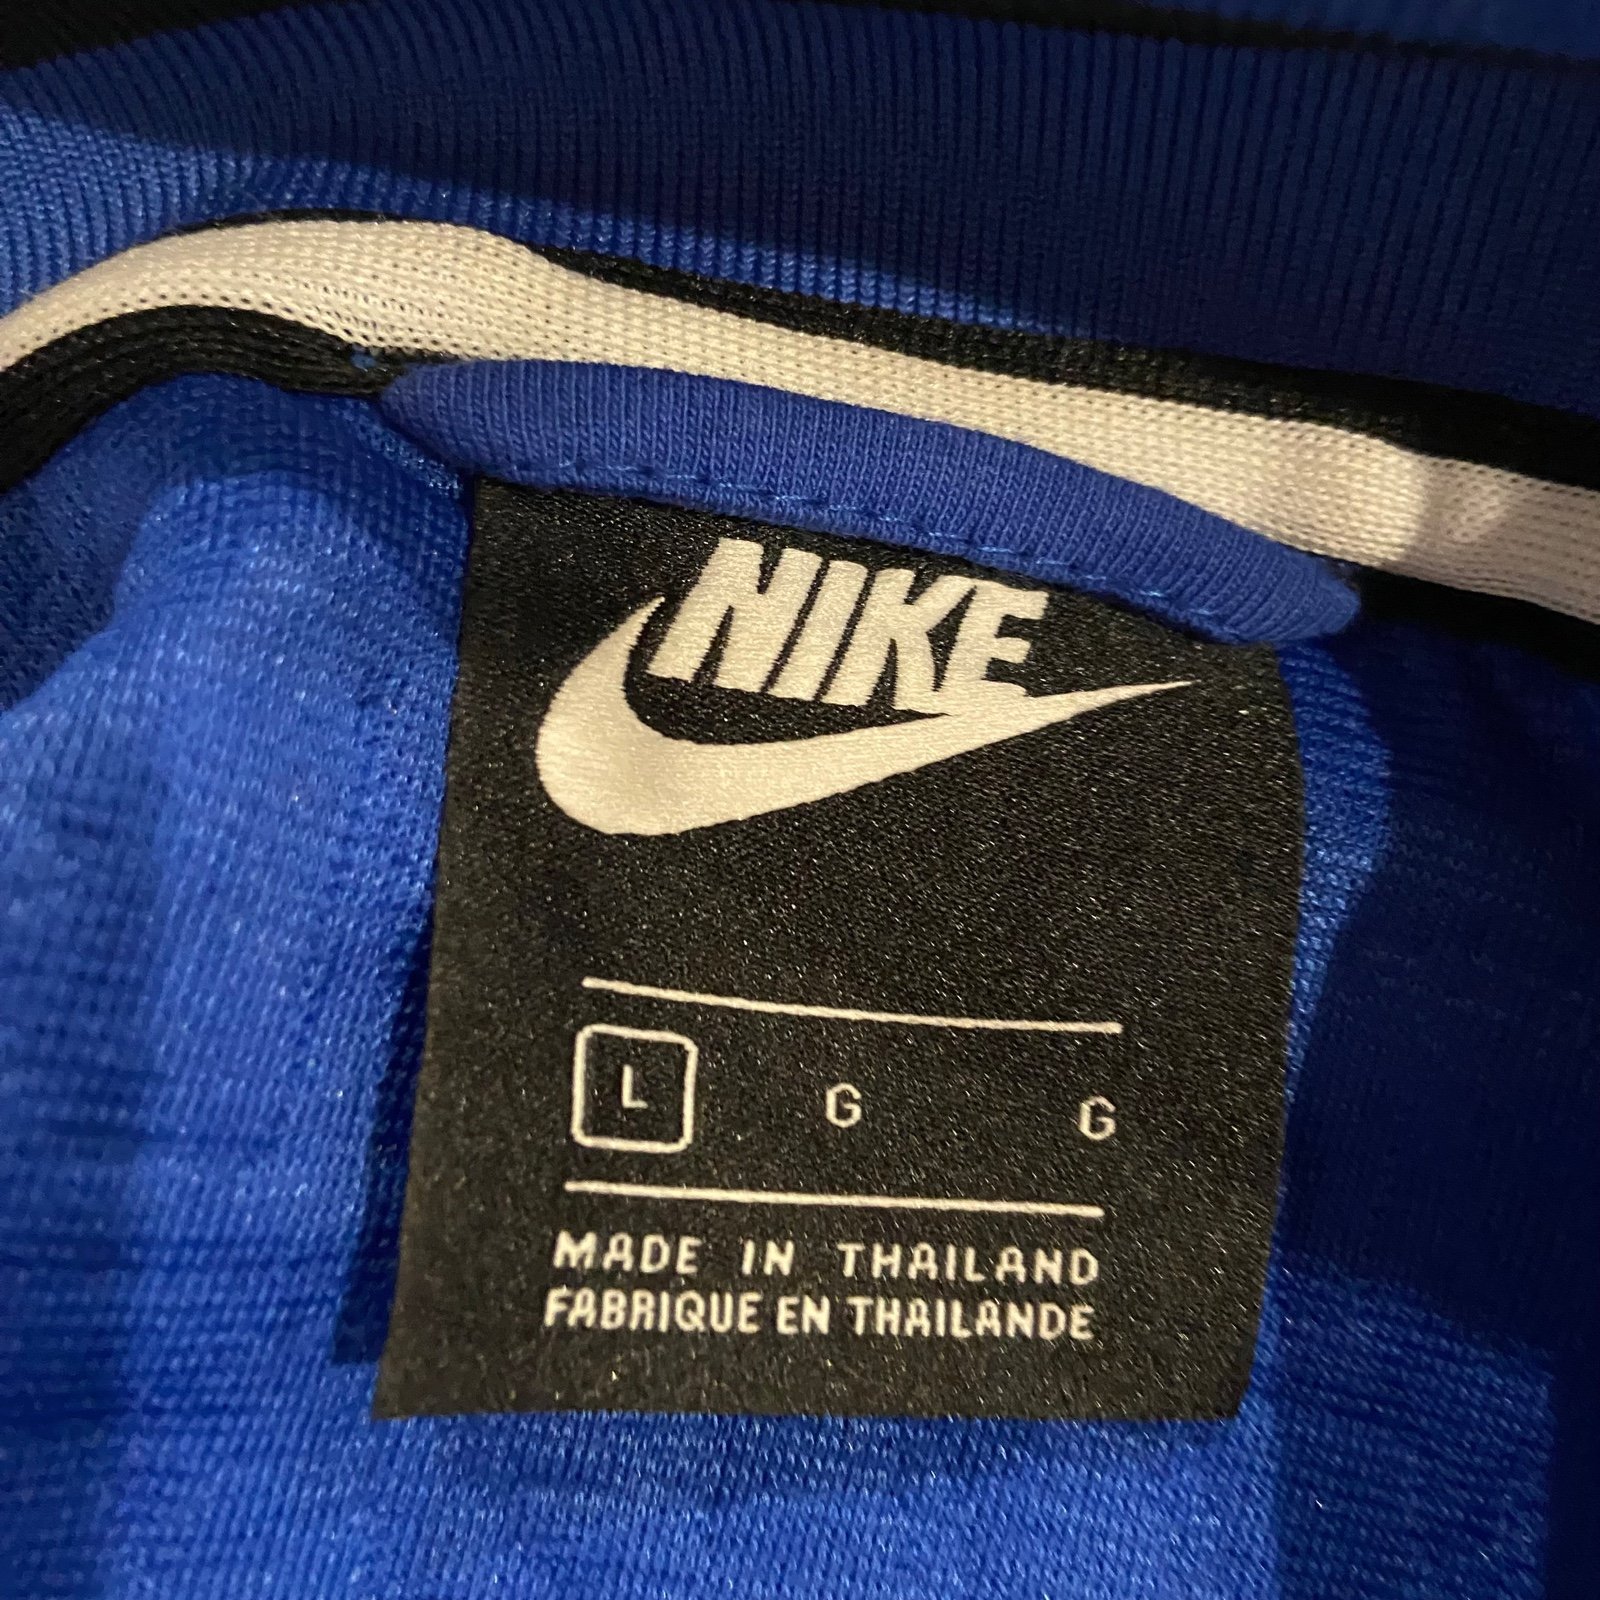 NIKE
L G G
MADE IN THAILAND
FABRIQUE EN THAILANDE